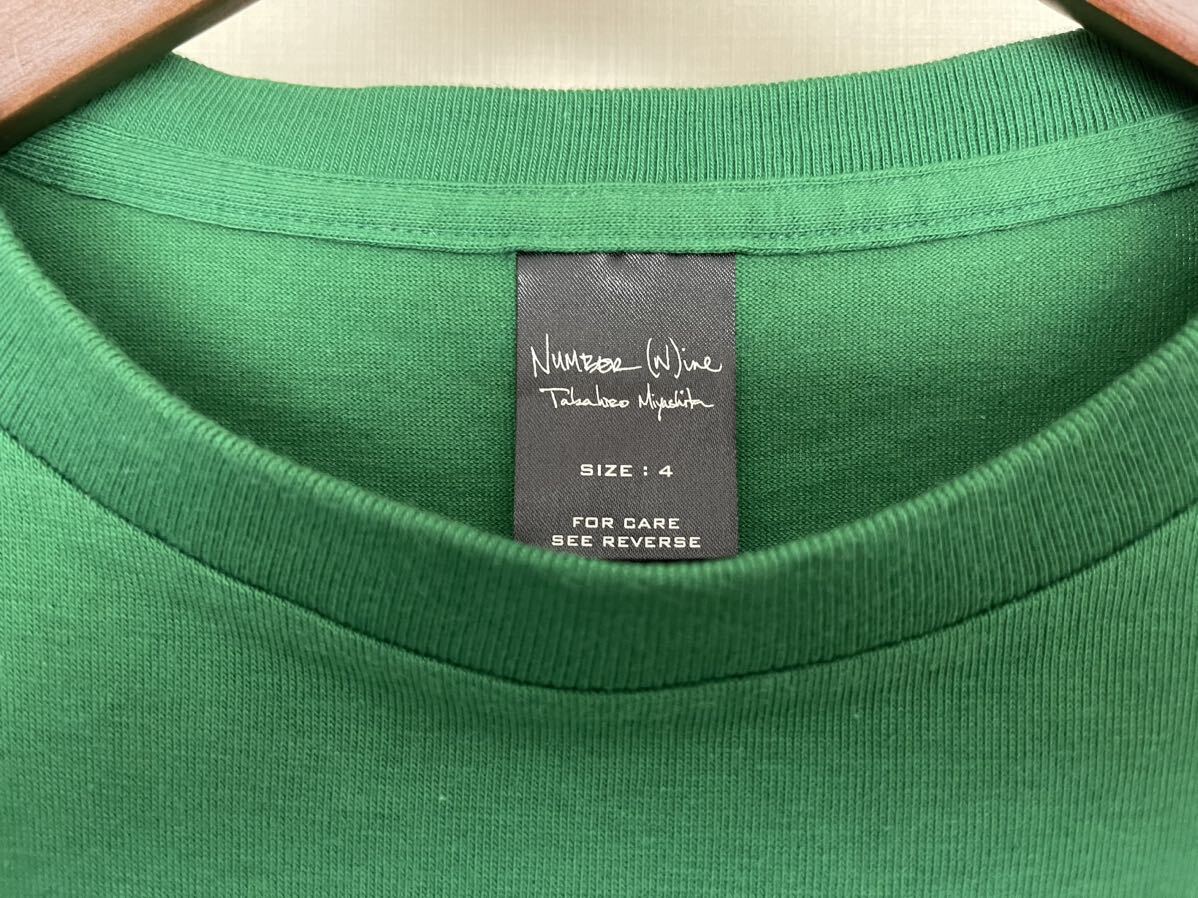 NUMBER (N)ine
Takahiro Miyashita
SIZE : 4
FOR CARE
SEE REVERSE